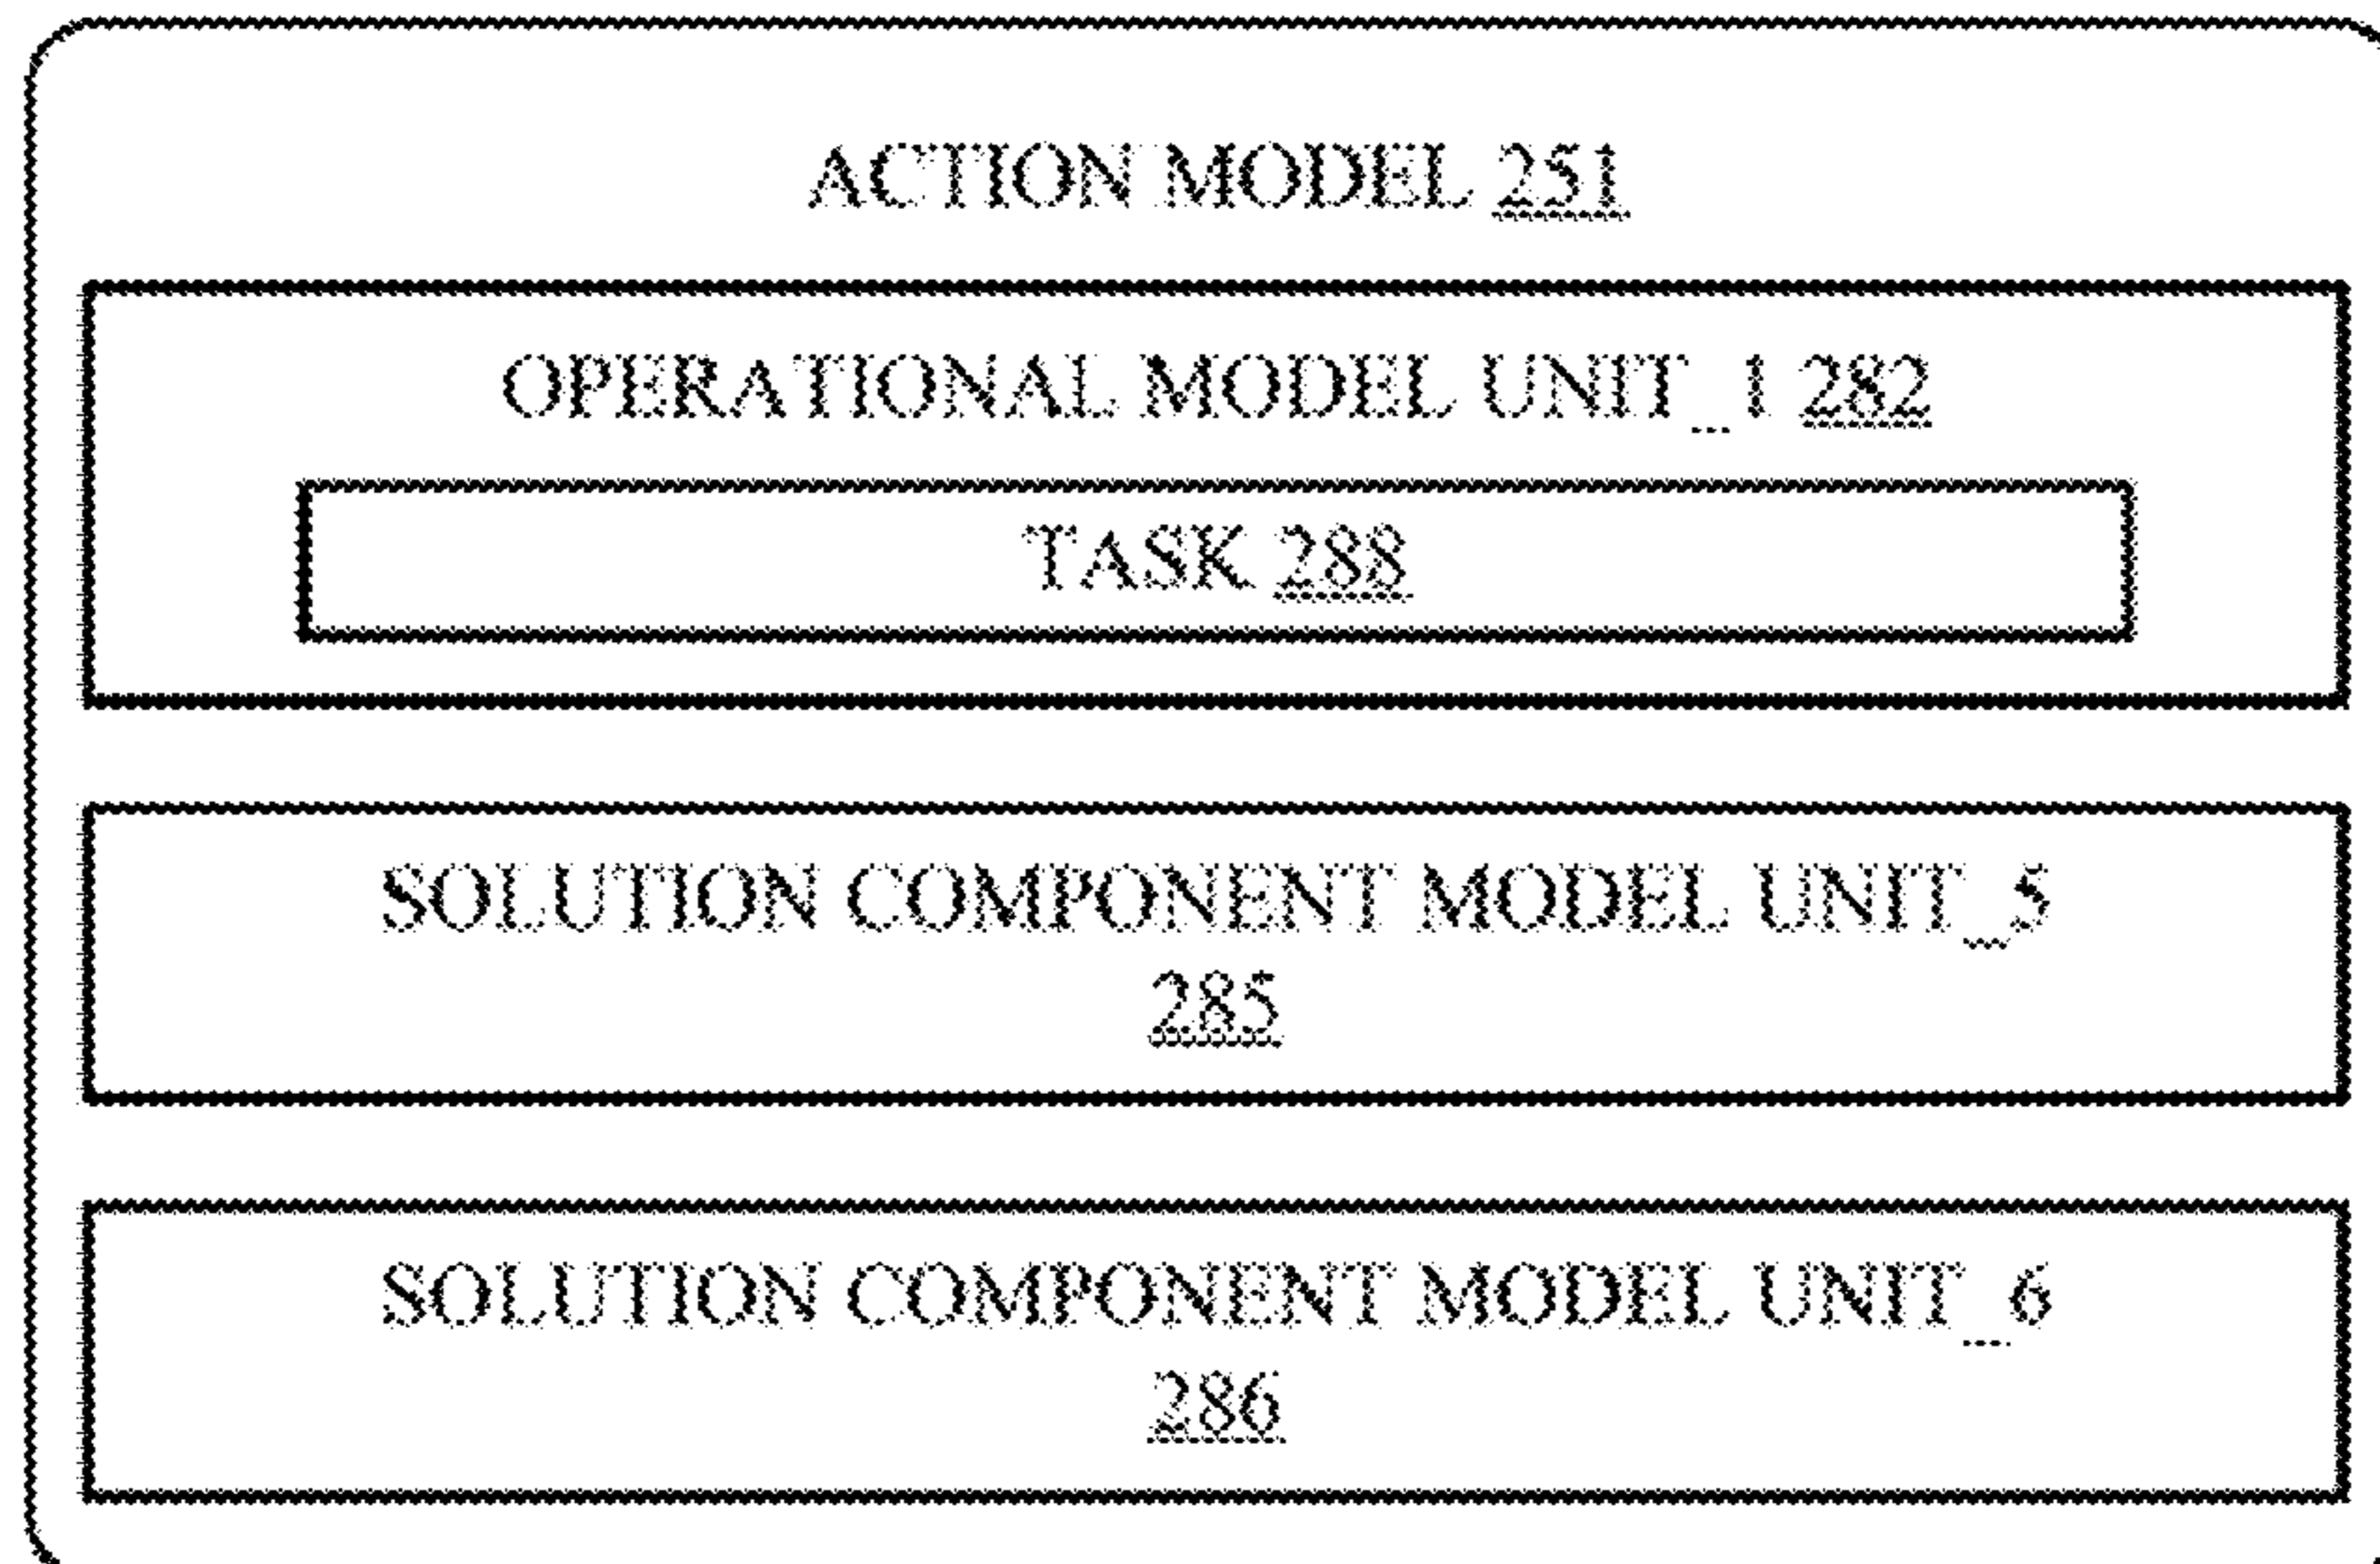 ACTION MODEL 251
OPERATIONAL MODEL UNIT_1 282
TASK 288
SOLUTION COMPONENT MODEL UNIT_5
285
SOLUTION COMPONENT MODEL UNIT_6
286